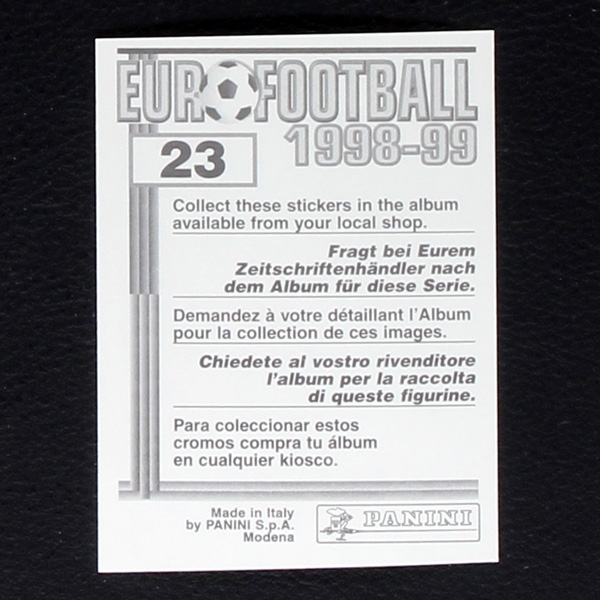 EUROFOOTBALL
1998-99
23
Collect these stickers in the album
available from your local shop.
Fragt bei Eurem
Zeitschriftenhändler nach
dem Album für diese Serie.
Demandez à votre détaillant l'Album
pour la collection de ces images.
Chiedete al vostro rivenditore
l'album per la raccolta
di queste figurine.
Para coleccionar estos
cromos compra tu álbum
en cualquier kiosco.
Made in Italy
by PANINI S.p.A.
Modena
PANINI